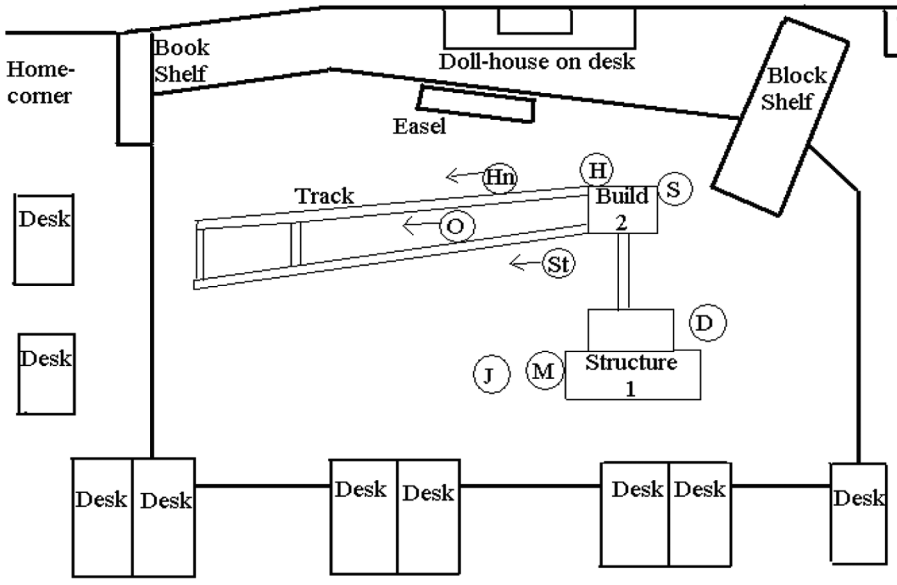 Home-
corner
Book
Shelf
Doll-house on desk
Block
Shelf
Easel
Track
Hn
H
S
Build
2
O
St
Desk
Desk
D
Structure
1
J
M
Desk
Desk
Desk
Desk
Desk
Desk
Desk